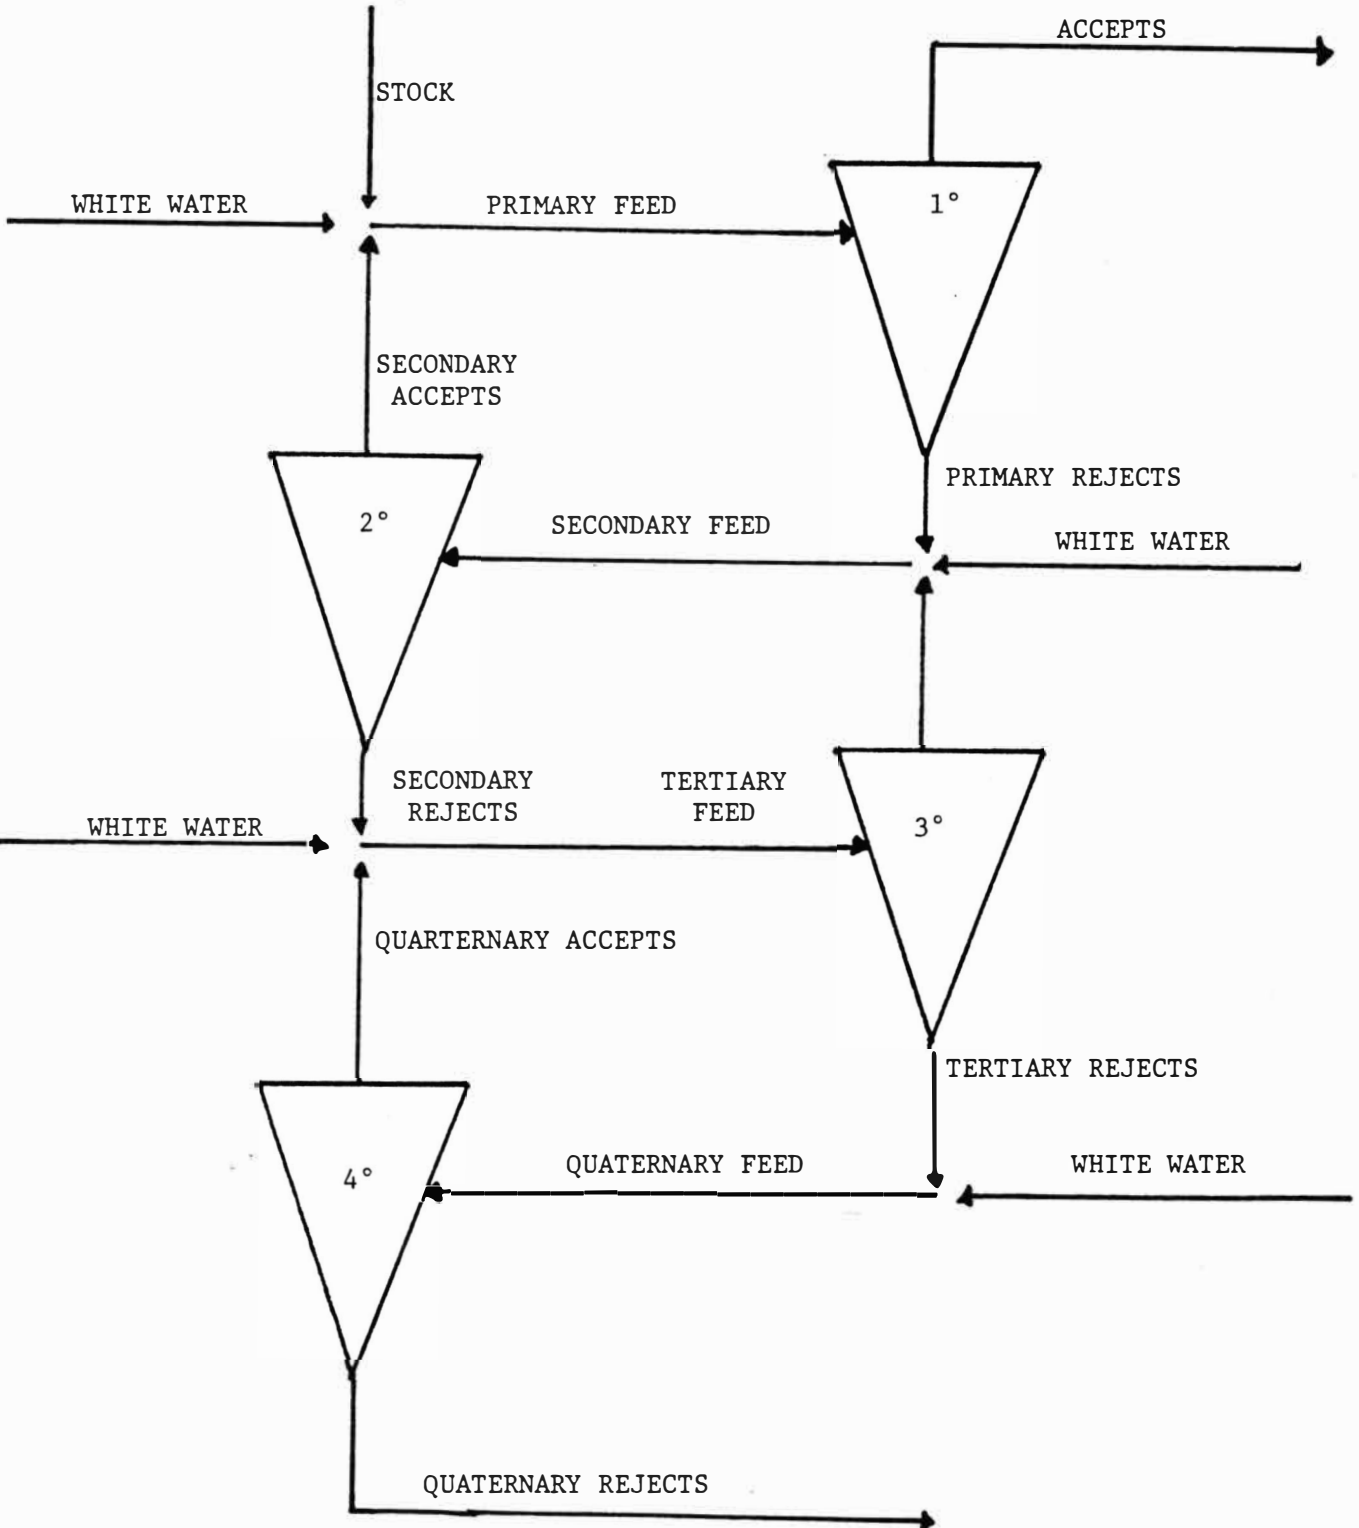 ACCEPTS
STOCK
WHITE WATER
PRIMARY FEED
1°
SECONDARY
ACCEPTS
PRIMARY REJECTS
2°
SECONDARY FEED
WHITE WATER
SECONDARY
REJECTS
TERTIARY
FEED
3°
WHITE WATER
QUARTERNARY ACCEPTS
TERTIARY REJECTS
4°
QUATERNARY FEED
WHITE WATER
QUATERNARY REJECTS